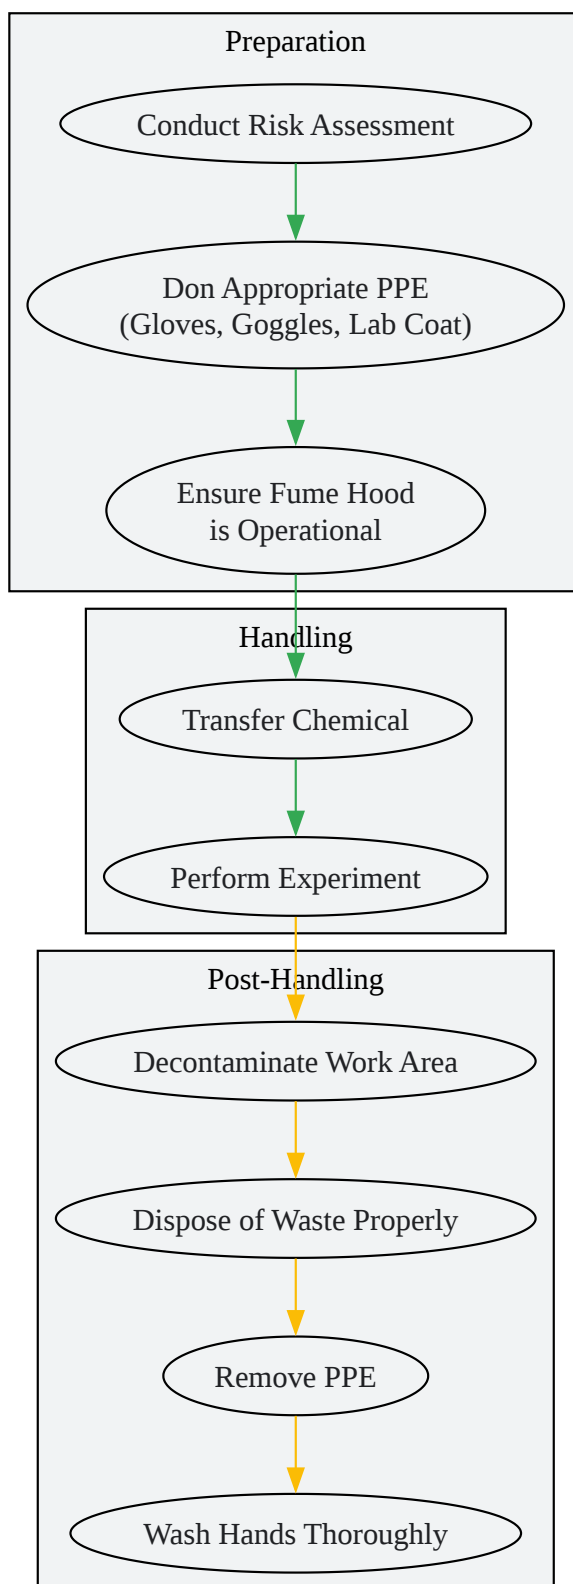 Preparation
Conduct Risk Assessment
Don Appropriate PPE
(Gloves, Goggles, Lab Coat)
Ensure Fume Hood
is Operational
Handling
Transfer Chemical
Perform Experiment
Post-Handling
Decontaminate Work Area
Dispose of Waste Properly
Remove PPE
Wash Hands Thoroughly